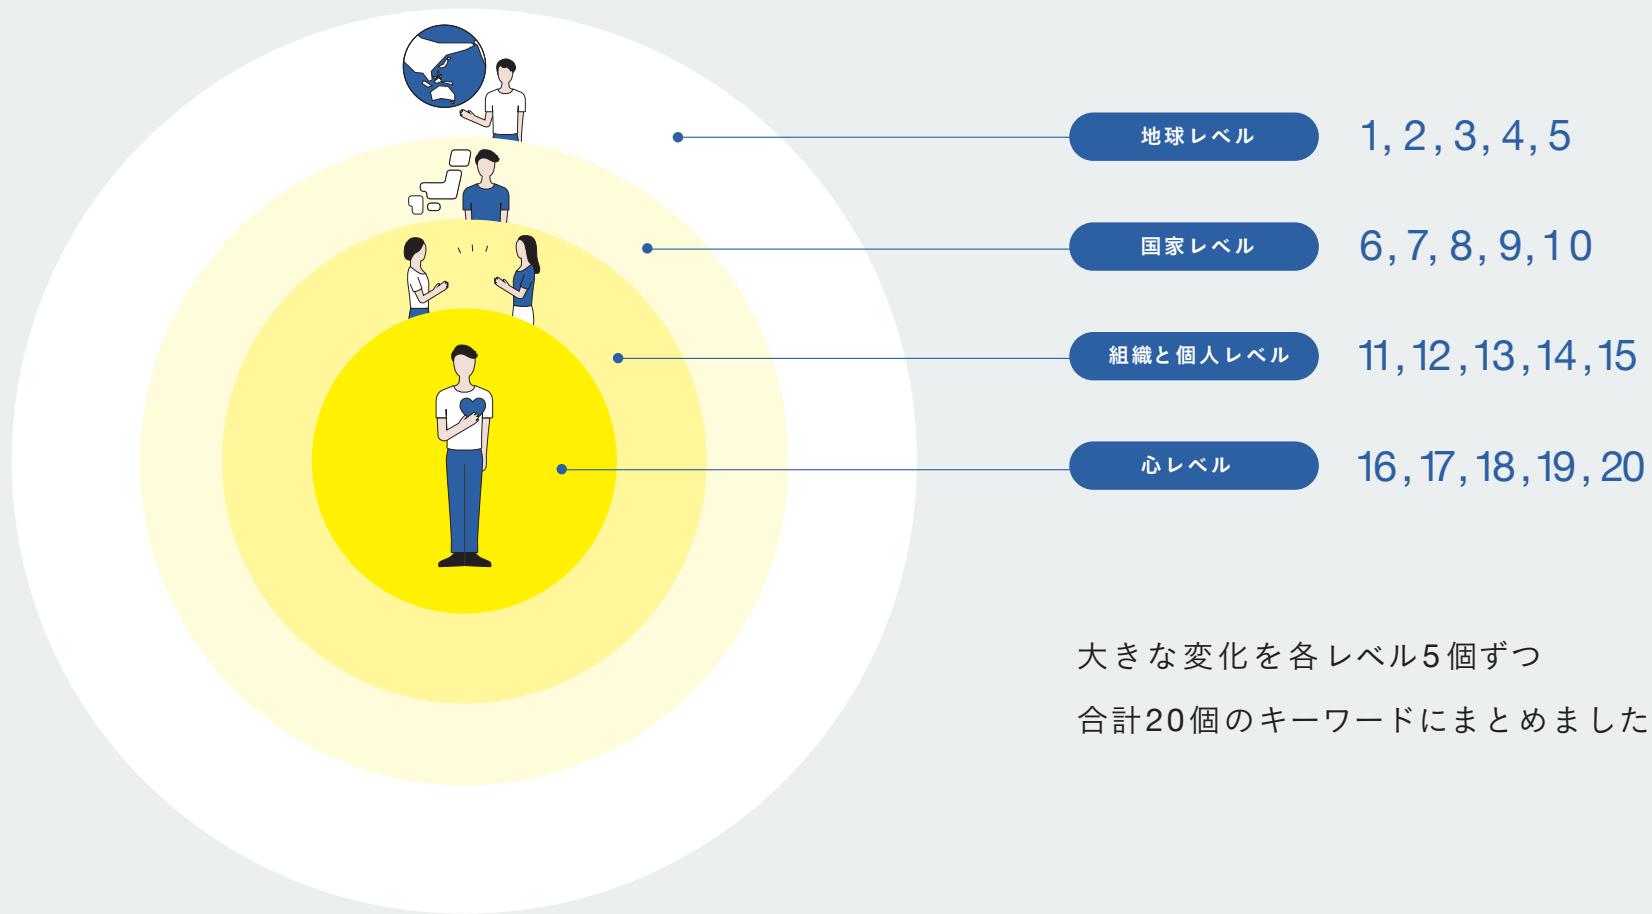 地球レベル 1, 2, 3, 4, 5
国家レベル 6, 7, 8, 9, 10
組織と個人レベル 11, 12, 13, 14, 15
心レベル 16, 17, 18, 19, 20
大きな変化を各レベル5個ずつ
合計20個のキーワードにまとめました